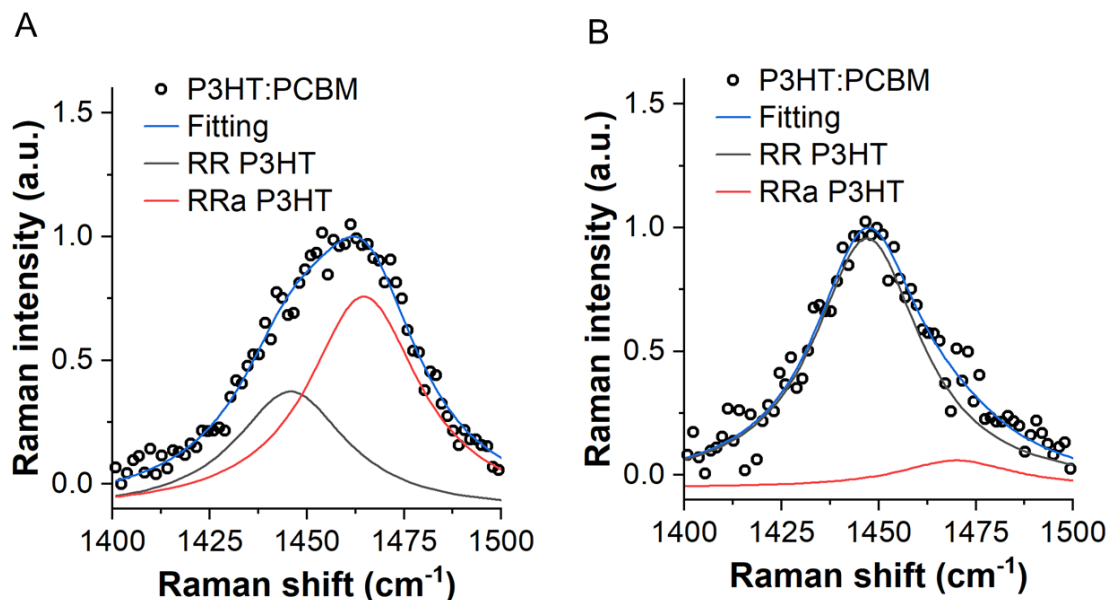 A
P3HT:PCBM
Fitting
RR P3HT
RRa P3HT
1.5
1.0
0.5
0.0
Raman intensity (a.u.)
1400 1425 1450 1475 1500
Raman shift (cm⁻¹)
B
P3HT:PCBM
Fitting
RR P3HT
RRa P3HT
1.5
1.0
0.5
0.0
Raman intensity (a.u.)
1400 1425 1450 1475 1500
Raman shift (cm⁻¹)